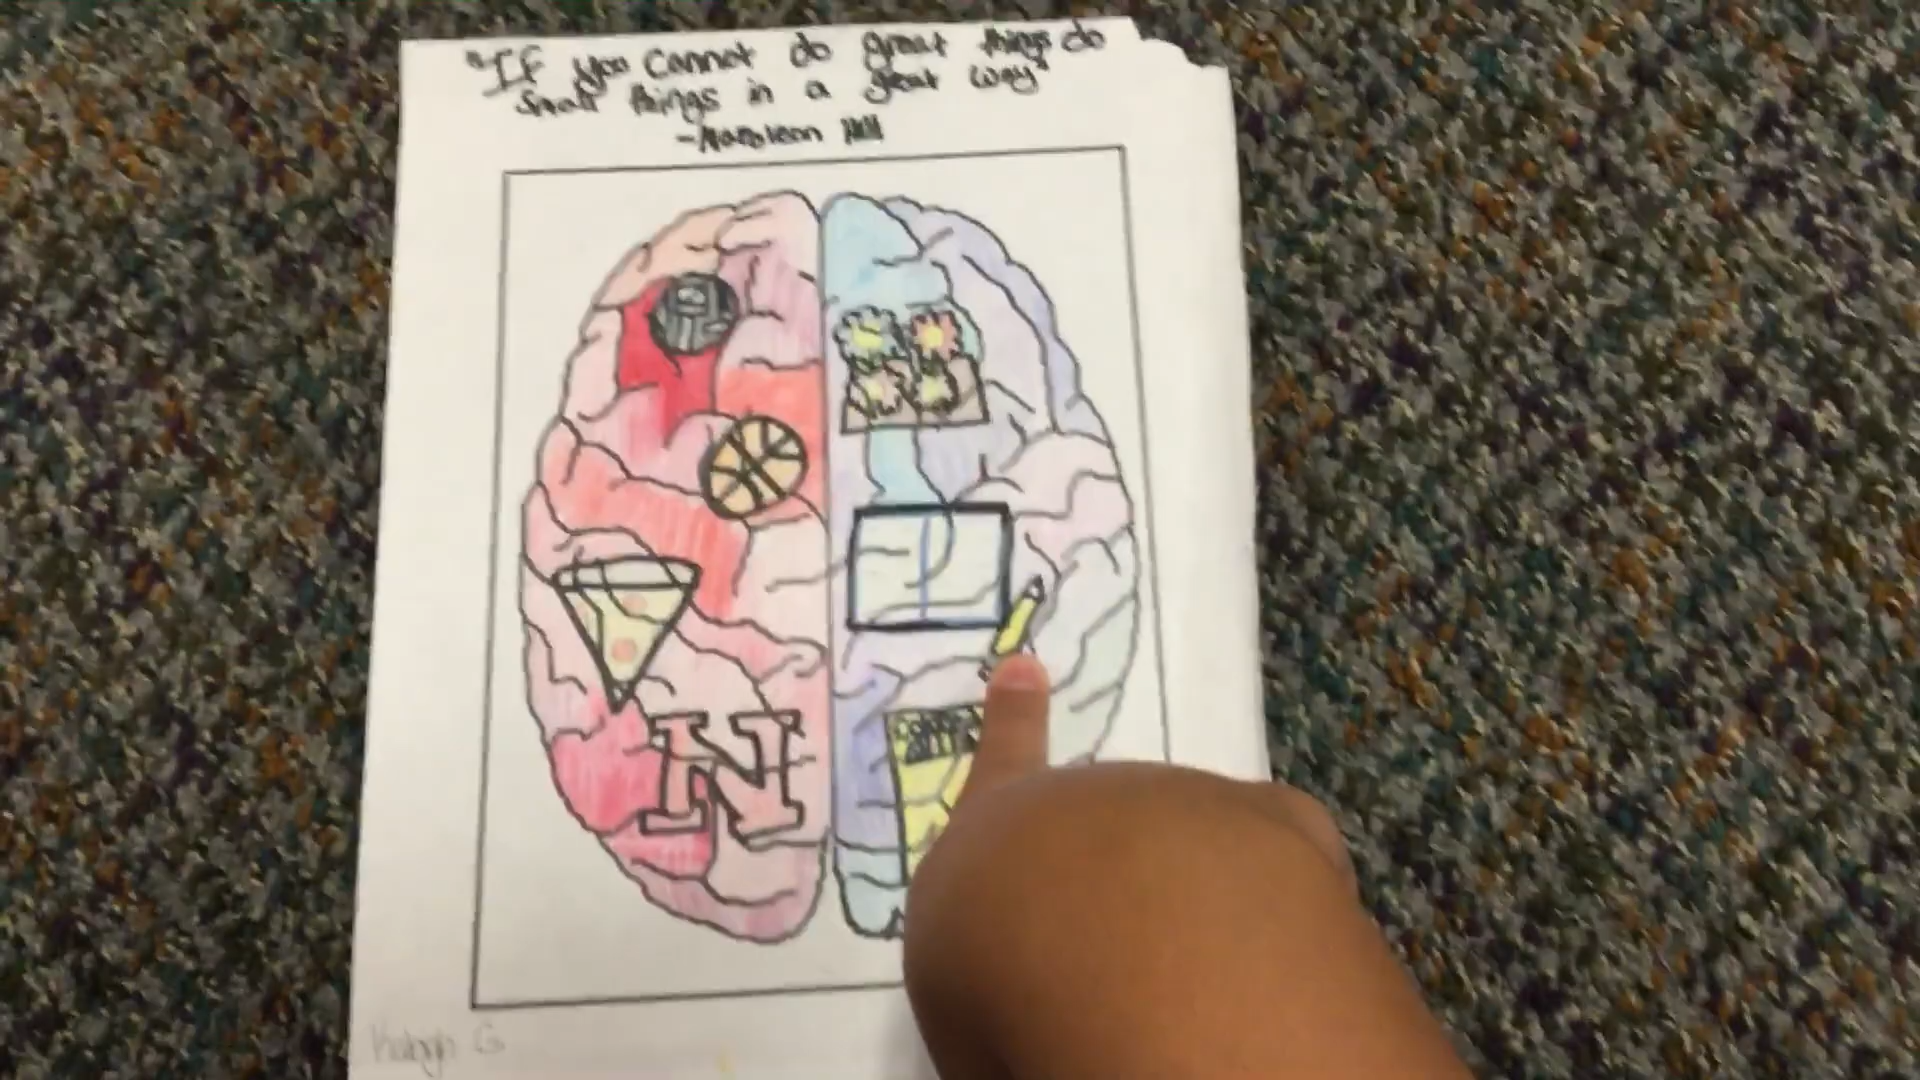 "If you cannot do great things do
small things in a great way"
-Napoleon Hill
N
G